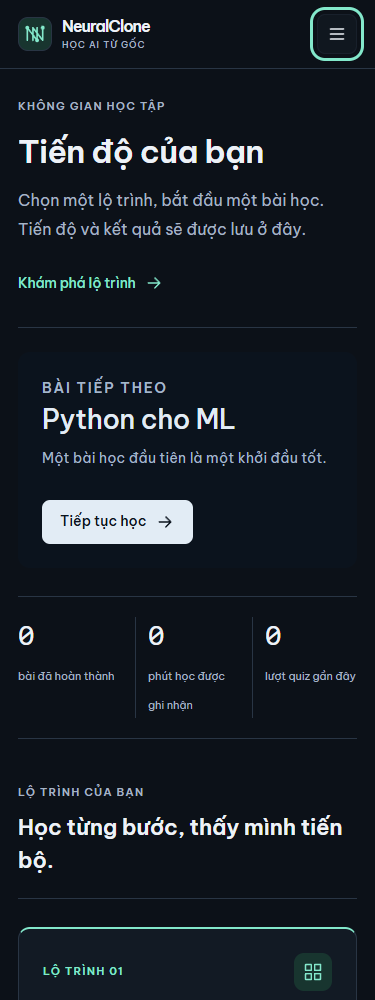 NeuralClone
HỌC AI TỪ GỐC
KHÔNG GIAN HỌC TẬP
Tiến độ của bạn
Chọn một lộ trình, bắt đầu một bài học.
Tiến độ và kết quả sẽ được lưu ở đây.
Khám phá lộ trình →
BÀI TIẾP THEO
Python cho ML
Một bài học đầu tiên là một khởi đầu tốt.
Tiếp tục học →
0
bài đã hoàn thành
0
phút học được
ghi nhận
0
lượt quiz gần đây
LỘ TRÌNH CỦA BẠN
Học từng bước, thấy mình tiến
bộ.
LỘ TRÌNH 01